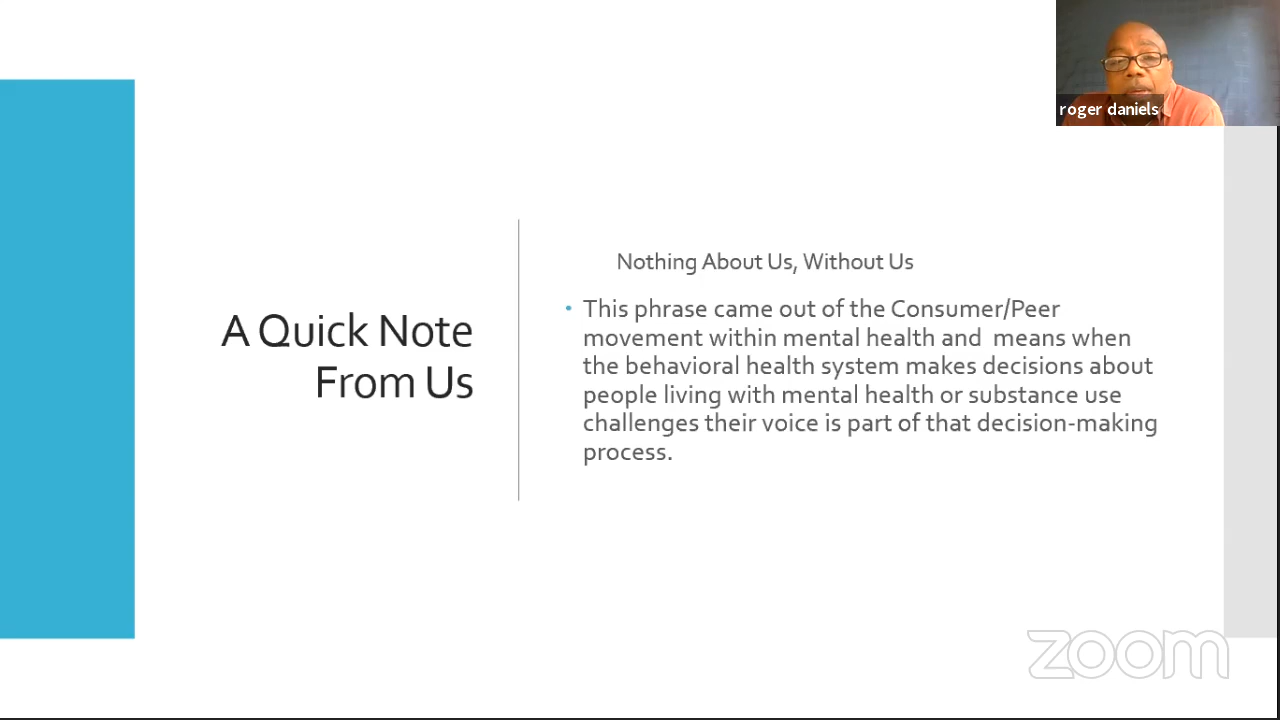 roger daniels
A Quick Note
From Us
Nothing About Us, Without Us
• This phrase came out of the Consumer/Peer
movement within mental health and  means when
the behavioral health system makes decisions about
people living with mental health or substance use
challenges their voice is part of that decision-making
process.
zoom